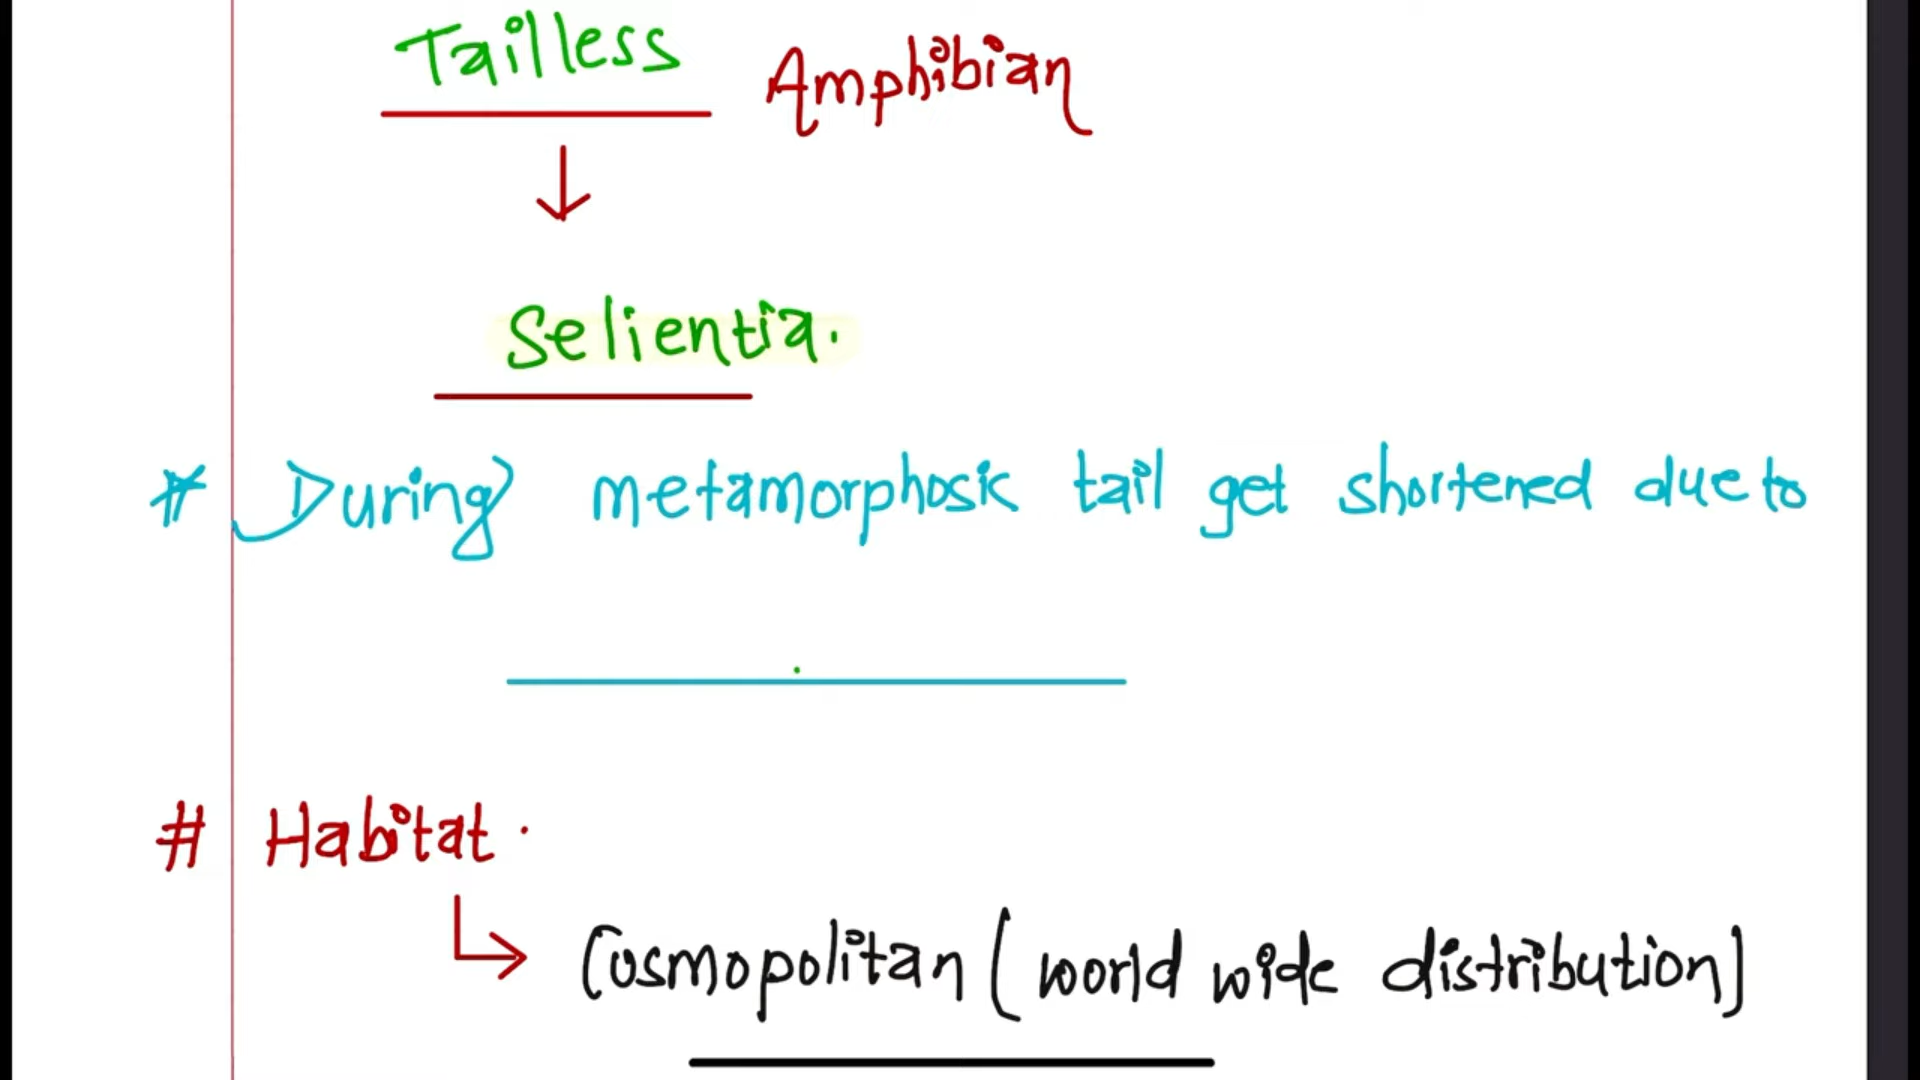 Tailless Amphibian
↓
Selientia.
# During metamorphosis tail get shortened due to
# Habitat.
↳ Cosmopolitan (world wide distribution)